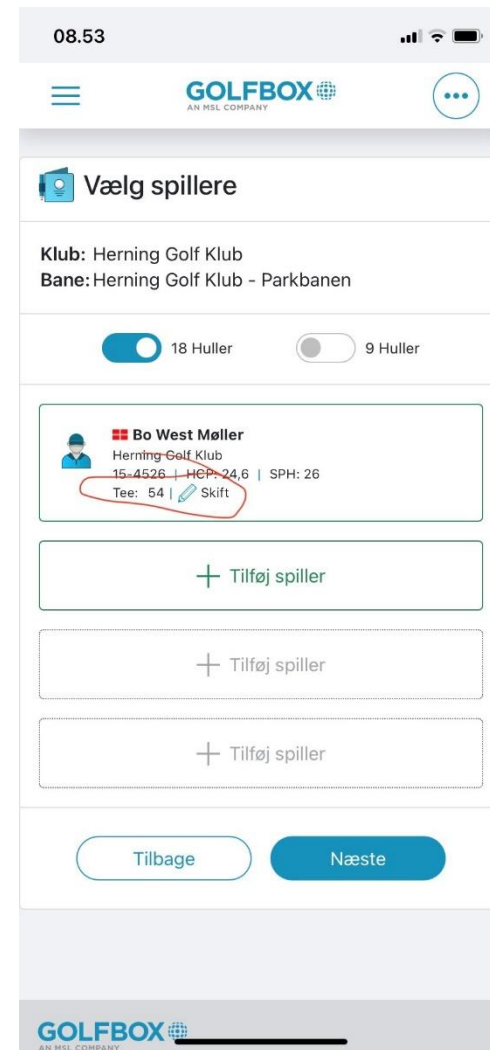 08.53
GOLFBOX
AN MSL COMPANY
Vælg spillere
Klub: Herning Golf Klub
Bane: Herning Golf Klub - Parkbanen
18 Huller 9 Huller
Bo West Møller
Herning Golf Klub
15-4526 | HCP: 24,6 | SPH: 26
Tee: 54 | Skift
+ Tilføj spiller
+ Tilføj spiller
+ Tilføj spiller
Tilbage Næste
GOLFBOX
AN MSL COMPANY